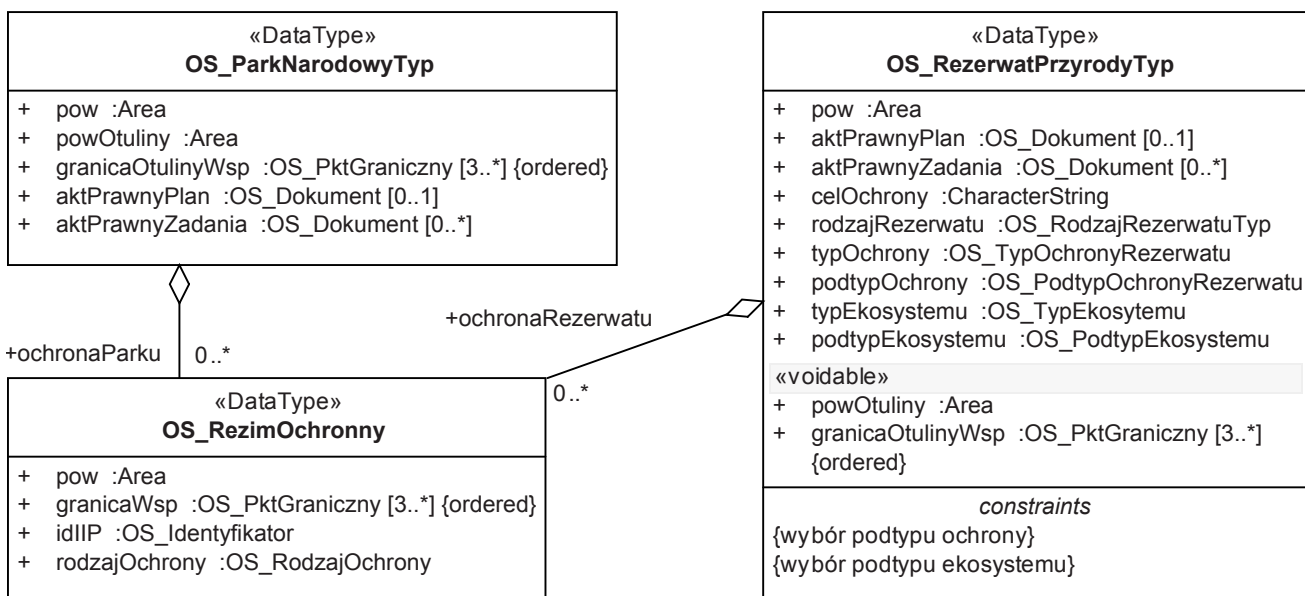 «DataType»
OS_ParkNarodowyTyp
+ pow :Area
+ powOtuliny :Area
+ granicaOtulinyWsp :OS_PktGraniczny [3..*] {ordered}
+ aktPrawnyPlan :OS_Dokument [0..1]
+ aktPrawnyZadania :OS_Dokument [0..*]
+ochronaParku
0..*
+ochronaRezerwatu
0..*
«DataType»
OS_RezimOchronny
+ pow :Area
+ granicaWsp :OS_PktGraniczny [3..*] {ordered}
+ idIIP :OS_Identyfikator
+ rodzajOchrony :OS_RodzajOchrony
«DataType»
OS_RezerwatPrzyrodyTyp
+ pow :Area
+ aktPrawnyPlan :OS_Dokument [0..1]
+ aktPrawnyZadania :OS_Dokument [0..*]
+ celOchrony :CharacterString
+ rodzajRezerwatu :OS_RodzajRezerwatuTyp
+ typOchrony :OS_TypOchronyRezerwatu
+ podtypOchrony :OS_PodtypOchronyRezerwatu
+ typEkosystemu :OS_TypEkosytemu
+ podtypEkosystemu :OS_PodtypEkosystemu
«voidable»
+ powOtuliny :Area
+ granicaOtulinyWsp :OS_PktGraniczny [3..*]
{ordered}
constraints
{wybór podtypu ochrony}
{wybór podtypu ekosystemu}